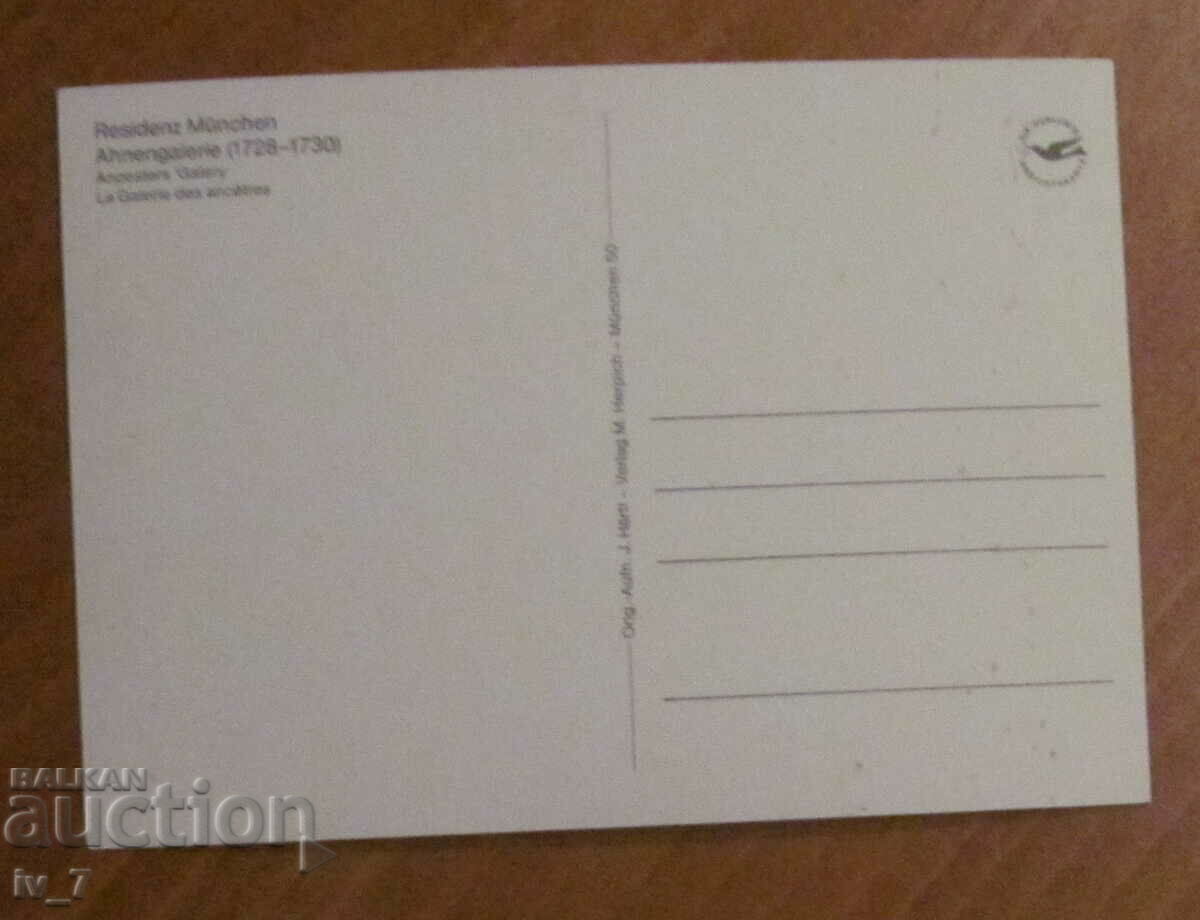 Residenz München
Ahnengalerie (1728–1730)
Ancestors 'Gallery
La Galerie des ancêtres
Orig.-Aufn. J. Härtl – Verlag M. Herpich – München 50
BALKAN
auction
iv_7